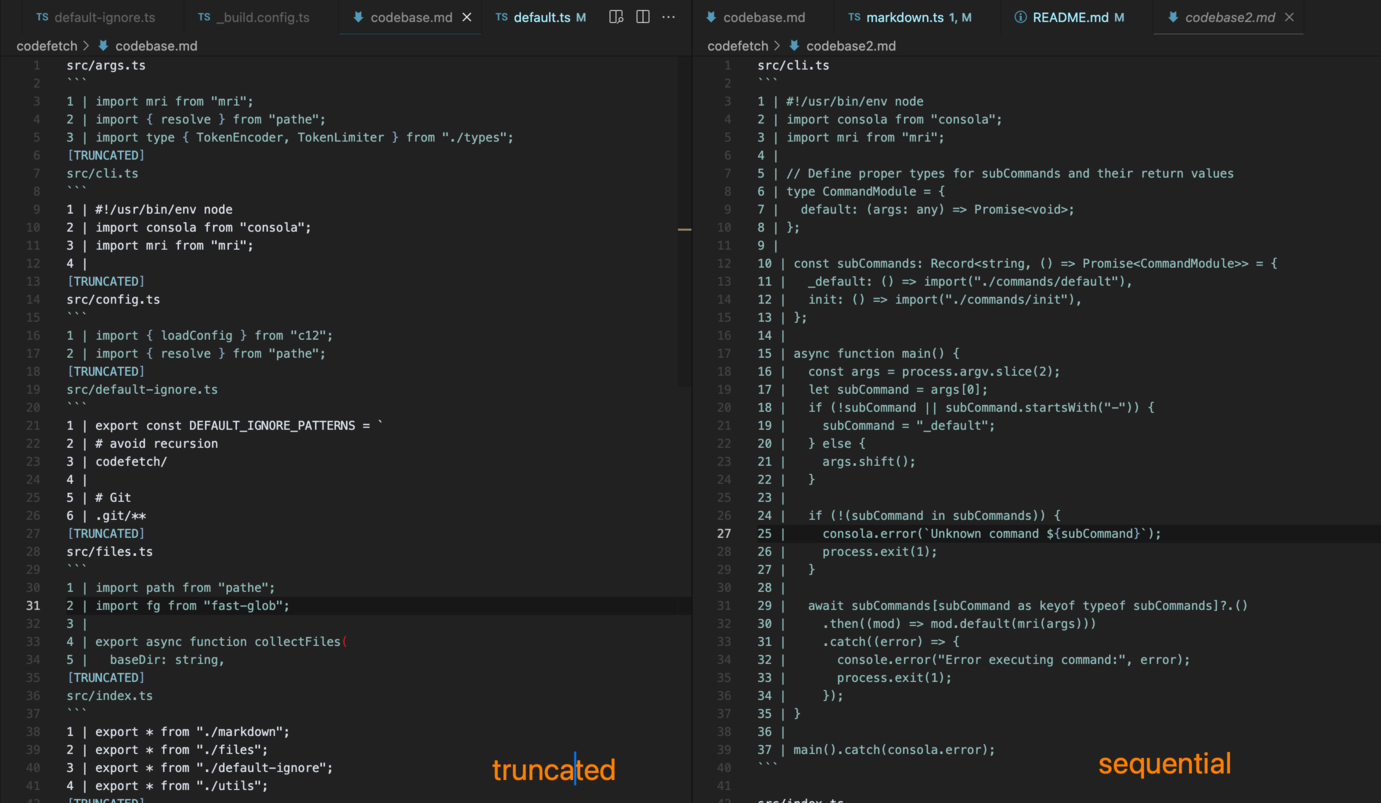 TS default-ignore.ts TS _build.config.ts codebase.md × TS default.ts M ···
codefetch > codebase.md
1 src/args.ts
2 ```
3 1 | import mri from "mri";
4 2 | import { resolve } from "pathe";
5 3 | import type { TokenEncoder, TokenLimiter } from "./types";
6 [TRUNCATED]
7 src/cli.ts
8 ```
9 1 | #!/usr/bin/env node
10 2 | import consola from "consola";
11 3 | import mri from "mri";
12 4 |
13 [TRUNCATED]
14 src/config.ts
15 ```
16 1 | import { loadConfig } from "c12";
17 2 | import { resolve } from "pathe";
18 [TRUNCATED]
19 src/default-ignore.ts
20 ```
21 1 | export const DEFAULT_IGNORE_PATTERNS = `
22 2 | # avoid recursion
23 3 | codefetch/
24 4 |
25 5 | # Git
26 6 | .git/**
27 [TRUNCATED]
28 src/files.ts
29 ```
30 1 | import path from "pathe";
31 2 | import fg from "fast-glob";
32 3 |
33 4 | export async function collectFiles(
34 5 |   baseDir: string,
35 [TRUNCATED]
36 src/index.ts
37 ```
38 1 | export * from "./markdown";
39 2 | export * from "./files";
40 3 | export * from "./default-ignore";
41 4 | export * from "./utils";
42 [TRUNCATED]
truncated
codebase.md TS markdown.ts 1, M README.md M codebase2.md ×
codefetch > codebase2.md
1 src/cli.ts
2 ```
3 1 | #!/usr/bin/env node
4 2 | import consola from "consola";
5 3 | import mri from "mri";
6 4 |
7 5 | // Define proper types for subCommands and their return values
8 6 | type CommandModule = {
9 7 |   default: (args: any) => Promise<void>;
10 8 | };
11 9 |
12 10 | const subCommands: Record<string, () => Promise<CommandModule>> = {
13 11 |   _default: () => import("./commands/default"),
14 12 |   init: () => import("./commands/init"),
15 13 | };
16 14 |
17 15 | async function main() {
18 16 |   const args = process.argv.slice(2);
19 17 |   let subCommand = args[0];
20 18 |   if (!subCommand || subCommand.startsWith("-")) {
21 19 |     subCommand = "_default";
22 20 |   } else {
23 21 |     args.shift();
24 22 |   }
25 23 |
26 24 |   if (!(subCommand in subCommands)) {
27 25 |     consola.error(`Unknown command ${subCommand}`);
28 26 |     process.exit(1);
29 27 |   }
30 28 |
31 29 |   await subCommands[subCommand as keyof typeof subCommands]?.()
32 30 |     .then((mod) => mod.default(mri(args)))
33 31 |     .catch((error) => {
34 32 |       console.error("Error executing command:", error);
35 33 |       process.exit(1);
36 34 |     });
37 35 | }
38 36 |
39 37 | main().catch(consola.error);
40 ```
41
42 src/index.ts
sequential